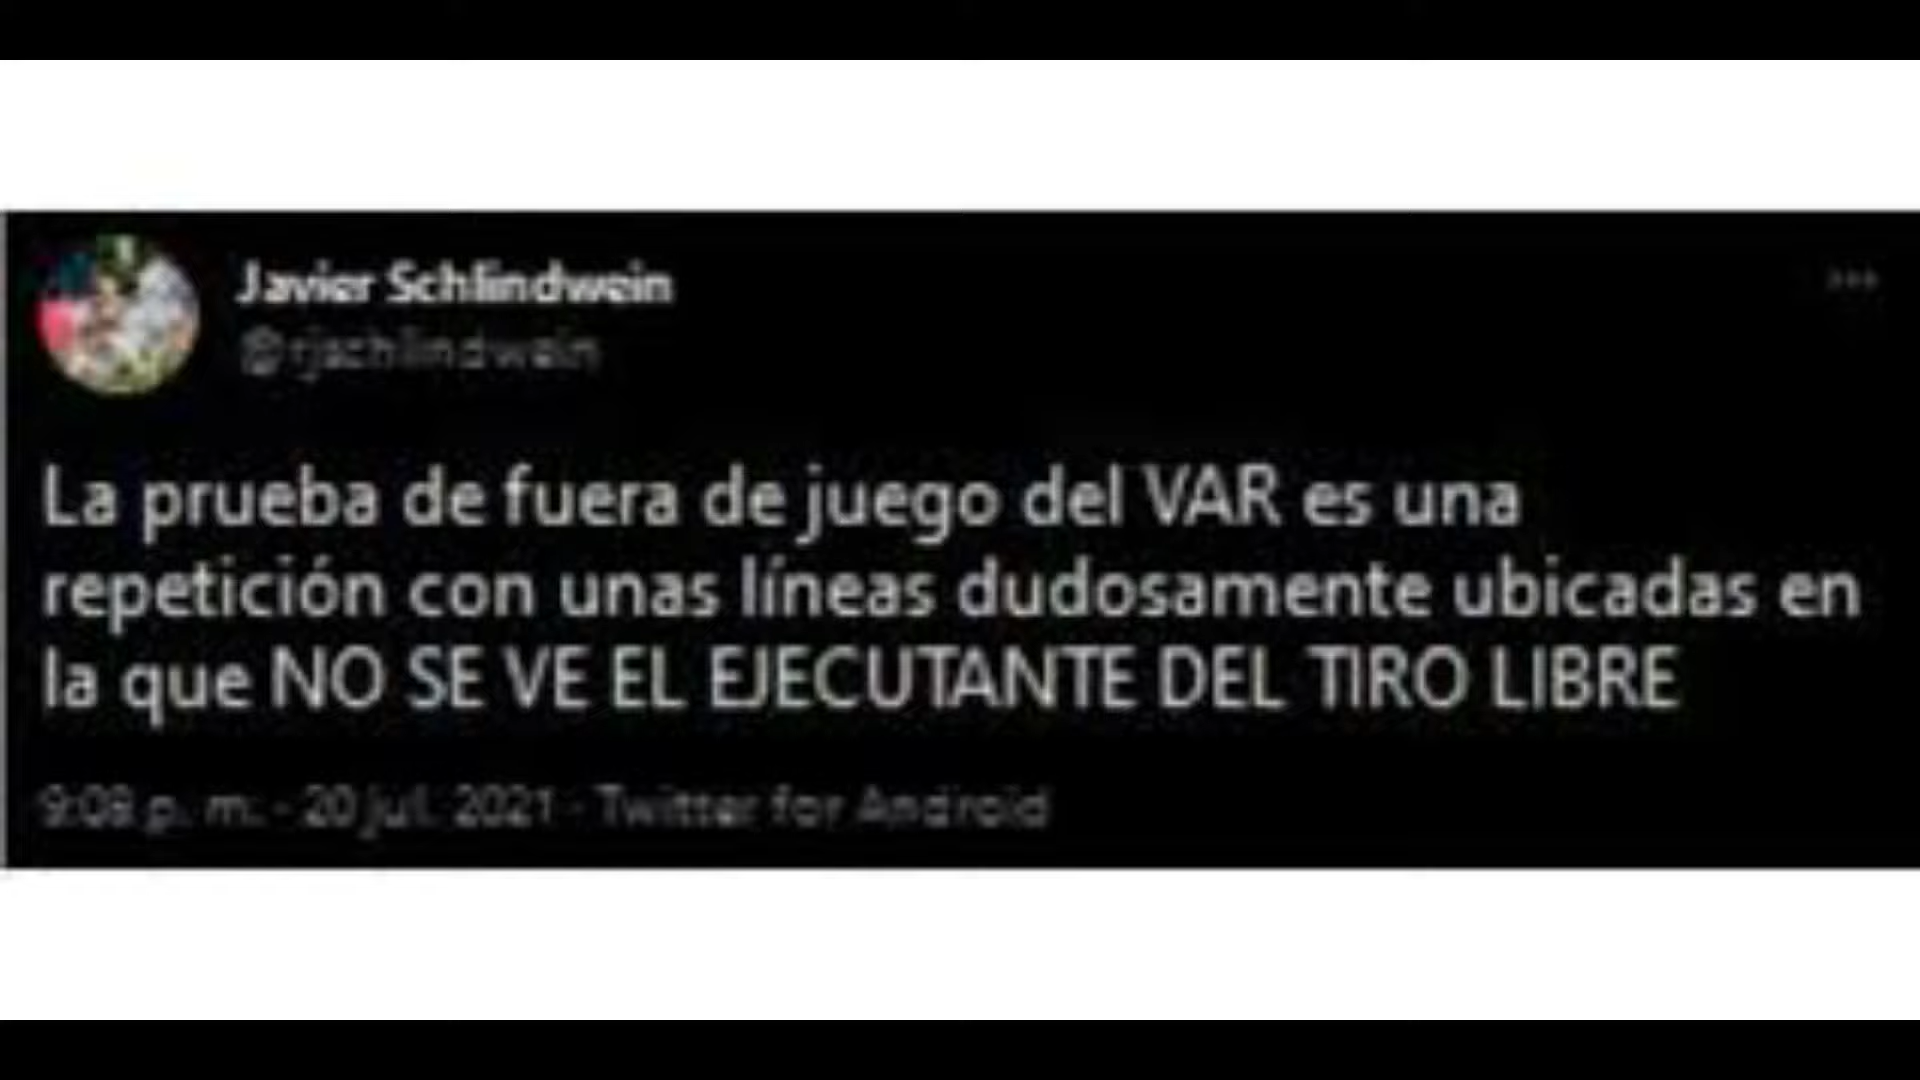 Javier Schlindwein
@rjschlindwein
La prueba de fuera de juego del VAR es una
repetición con unas líneas dudosamente ubicadas en
la que NO SE VE EL EJECUTANTE DEL TIRO LIBRE
9:08 p. m. · 20 jul. 2021 · Twitter for Android